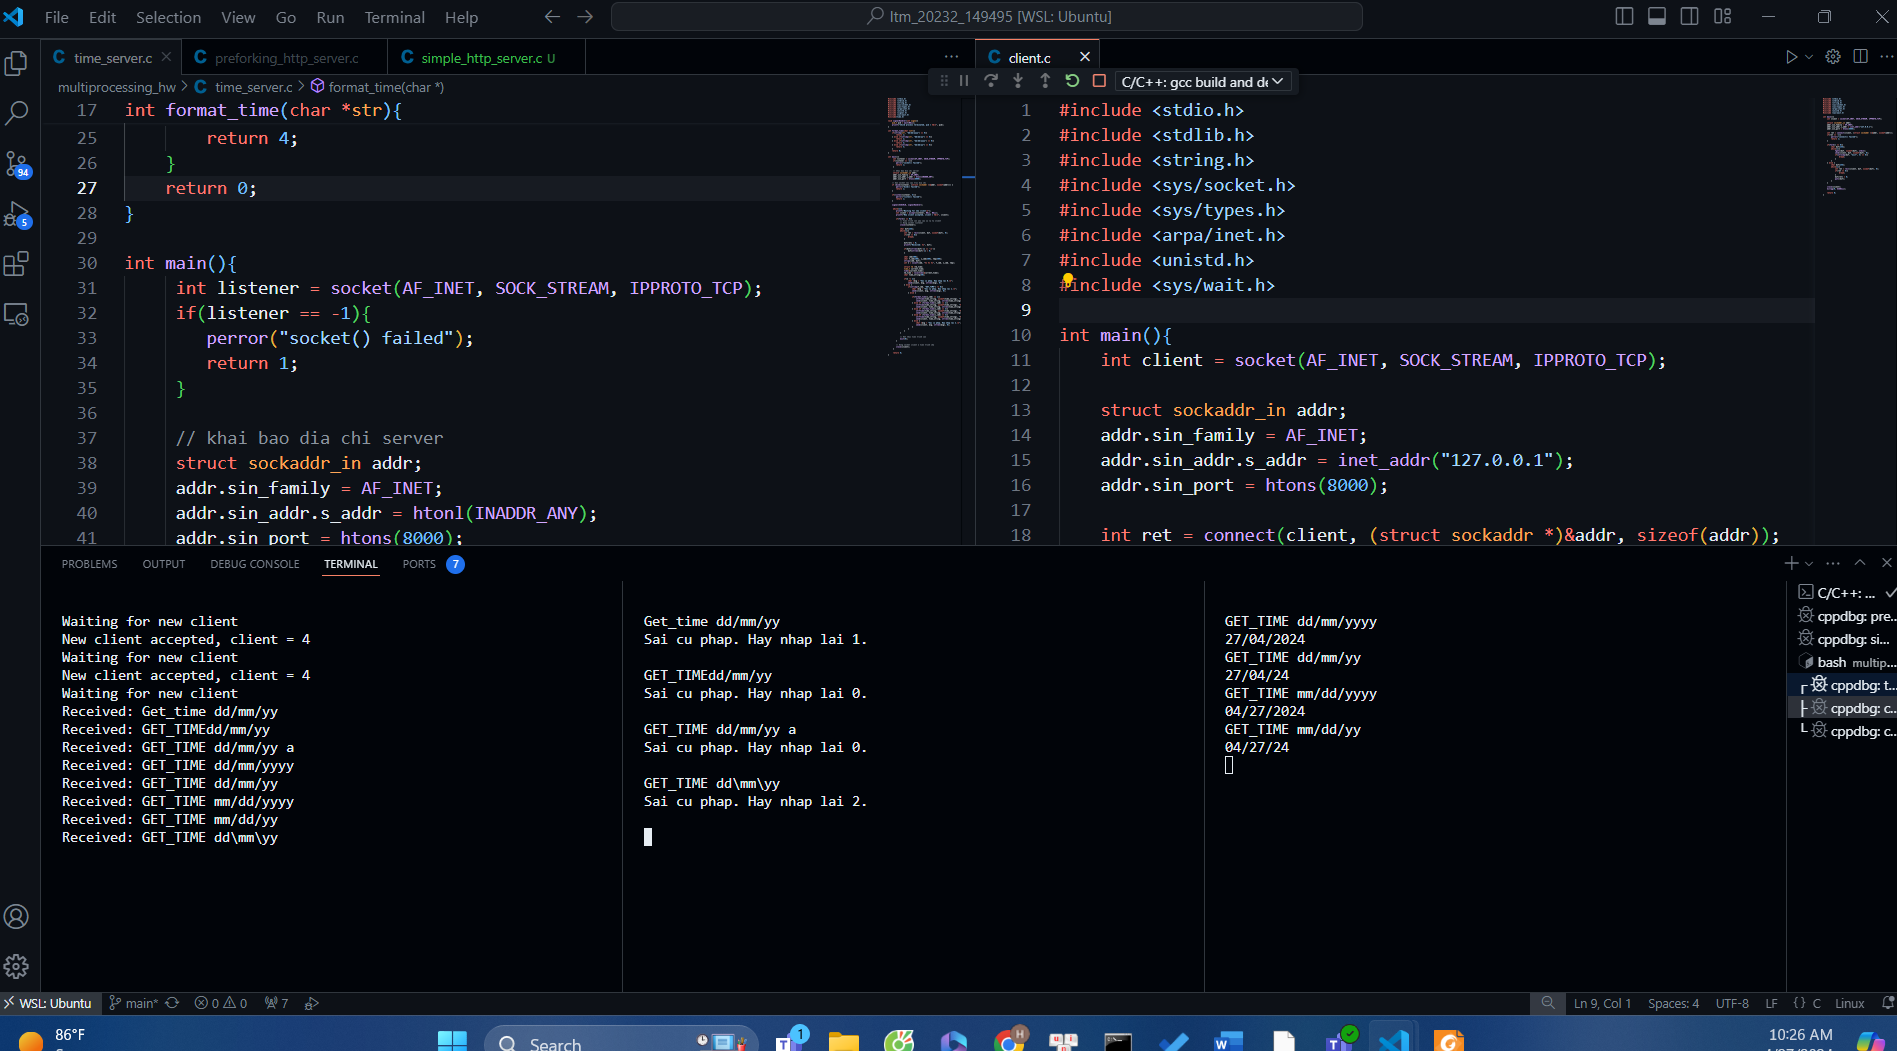 File Edit Selection View Go Run Terminal Help
ltm_20232_149495 [WSL: Ubuntu]
time_server.c
preforking_http_server.c
simple_http_server.c U
client.c
multiprocessing_hw > time_server.c > format_time(char *)
C/C++: gcc build and de
17 int format_time(char *str){
25 return 4;
26 }
27 return 0;
28 }
29
30 int main(){
31 int listener = socket(AF_INET, SOCK_STREAM, IPPROTO_TCP);
32 if(listener == -1){
33 perror("socket() failed");
34 return 1;
35 }
36
37 // khai bao dia chi server
38 struct sockaddr_in addr;
39 addr.sin_family = AF_INET;
40 addr.sin_addr.s_addr = htonl(INADDR_ANY);
41 addr.sin_port = htons(8000);
1 #include <stdio.h>
2 #include <stdlib.h>
3 #include <string.h>
4 #include <sys/socket.h>
5 #include <sys/types.h>
6 #include <arpa/inet.h>
7 #include <unistd.h>
8 #include <sys/wait.h>
9
10 int main(){
11 int client = socket(AF_INET, SOCK_STREAM, IPPROTO_TCP);
12
13 struct sockaddr_in addr;
14 addr.sin_family = AF_INET;
15 addr.sin_addr.s_addr = inet_addr("127.0.0.1");
16 addr.sin_port = htons(8000);
17
18 int ret = connect(client, (struct sockaddr *)&addr, sizeof(addr));
94
5
PROBLEMS OUTPUT DEBUG CONSOLE TERMINAL PORTS 7
Waiting for new client
New client accepted, client = 4
Waiting for new client
New client accepted, client = 4
Waiting for new client
Received: Get_time dd/mm/yy
Received: GET_TIMEdd/mm/yy
Received: GET_TIME dd/mm/yy a
Received: GET_TIME dd/mm/yyyy
Received: GET_TIME dd/mm/yy
Received: GET_TIME mm/dd/yyyy
Received: GET_TIME mm/dd/yy
Received: GET_TIME dd\mm\yy
Get_time dd/mm/yy
Sai cu phap. Hay nhap lai 1.
GET_TIMEdd/mm/yy
Sai cu phap. Hay nhap lai 0.
GET_TIME dd/mm/yy a
Sai cu phap. Hay nhap lai 0.
GET_TIME dd\mm\yy
Sai cu phap. Hay nhap lai 2.
GET_TIME dd/mm/yyyy
27/04/2024
GET_TIME dd/mm/yy
27/04/24
GET_TIME mm/dd/yyyy
04/27/2024
GET_TIME mm/dd/yy
04/27/24
C/C++: ...
cppdbg: pre...
cppdbg: si...
bash multip...
cppdbg: t...
cppdbg: c...
cppdbg: c...
WSL: Ubuntu main* 0 0 7
Ln 9, Col 1 Spaces: 4 UTF-8 LF {} C Linux
86°F
Search
1
H
10:26 AM